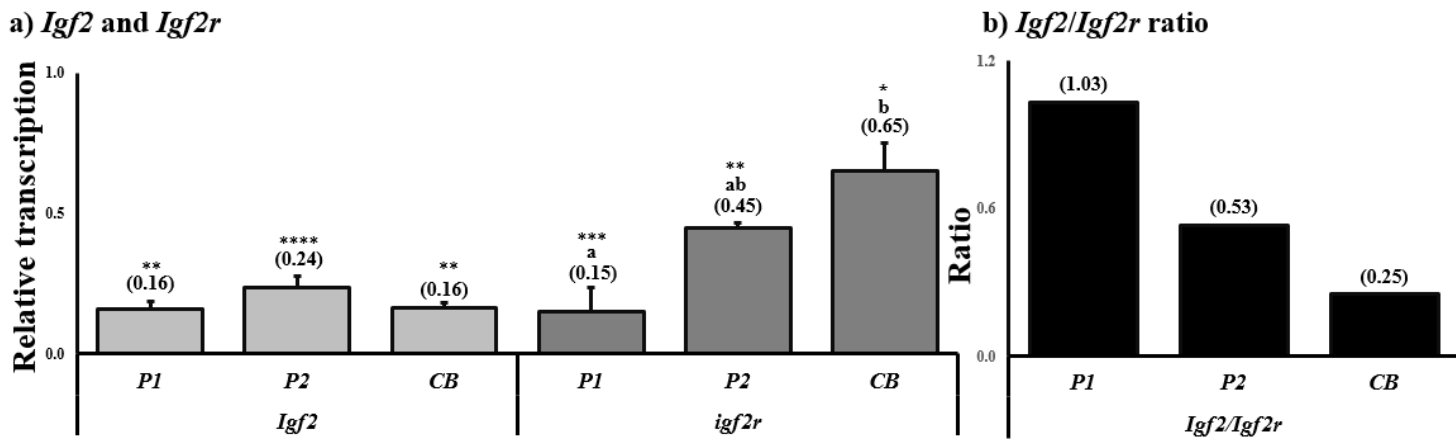 a) Igf2 and Igf2r
Relative transcription
1.0
0.5
0.0
**
(0.16)
****
(0.24)
**
(0.16)
***
a
(0.15)
**
ab
(0.45)
*
b
(0.65)
P1 P2 CB P1 P2 CB
Igf2 igf2r
b) Igf2/Igf2r ratio
Ratio
1.2
0.6
0.0
(1.03)
(0.53)
(0.25)
P1 P2 CB
Igf2/Igf2r